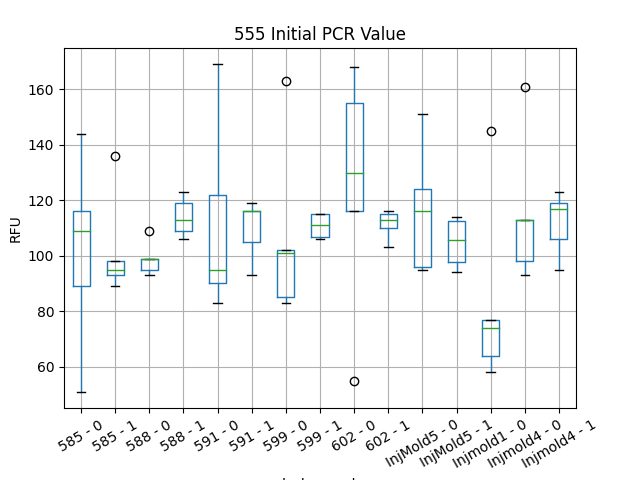 555 Initial PCR Value
RFU
160
140
120
100
80
60
585 - 0
585 - 1
588 - 0
588 - 1
591 - 0
591 - 1
599 - 0
599 - 1
602 - 0
602 - 1
InjMold5 - 0
InjMold5 - 1
Injmold1 - 0
Injmold4 - 0
Injmold4 - 1